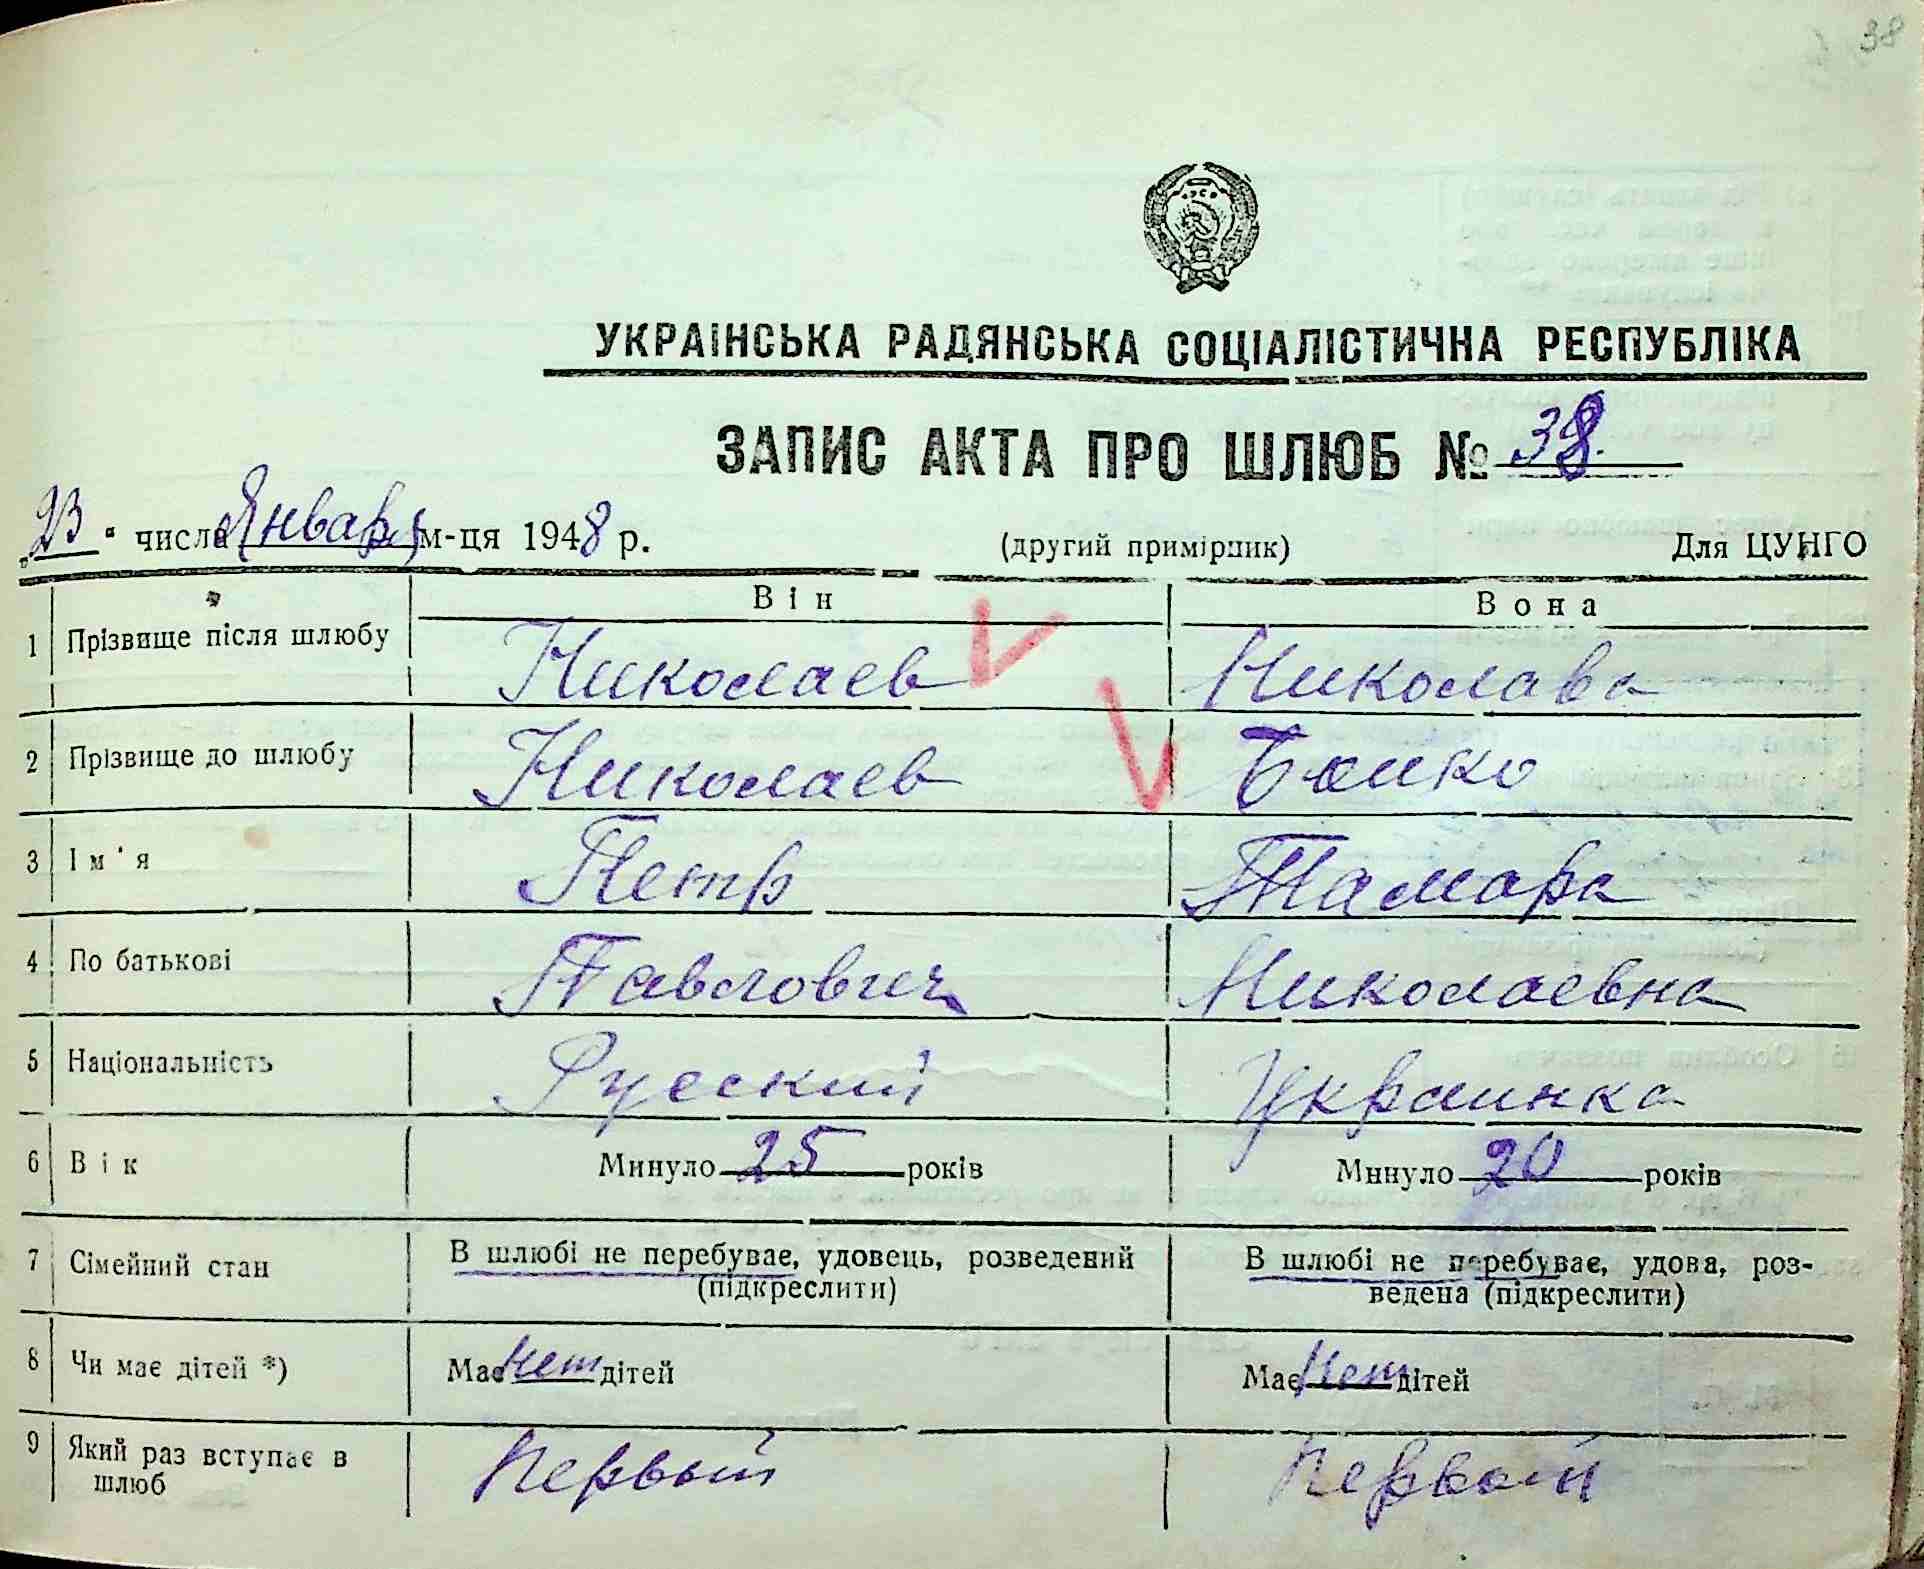 38
УКРАЇНСЬКА РАДЯНСЬКА СОЦІАЛІСТИЧНА РЕСПУБЛІКА
ЗАПИС АКТА ПРО ШЛЮБ № 38
„23“ числа Января м-ця 1948 р. (другий примірник) Для ЦУНГО
Він Вона
1 Прізвище після шлюбу Николаев Николава
2 Прізвище до шлюбу Николаев Бойко
3 Ім'я Петр Тамара
4 По батькові Павлович Николаевна
5 Національність Русский Украинка
6 Вік Минуло 25 років Минуло 20 років
7 Сімейний стан В шлюбі не перебуває, удовець, розведений В шлюбі не перебуває, удова, роз-
(підкреслити) ведена (підкреслити)
8 Чи має дітей *) Має нет дітей Має нет дітей
9 Який раз вступає в Первый Первый
шлюб